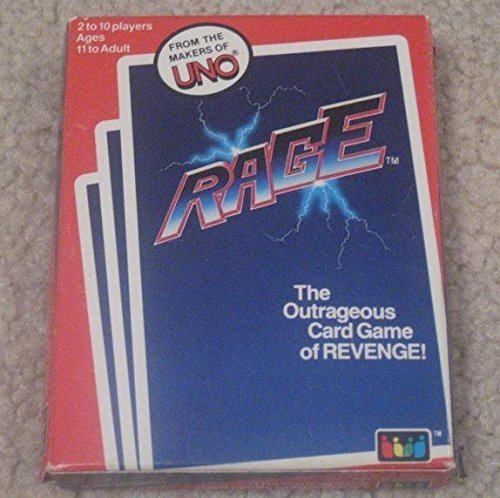 2 to 10 players
Ages
11 to Adult
FROM THE
MAKERS OF
UNO®
RAGE™
The
Outrageous
Card Game
of REVENGE!
™